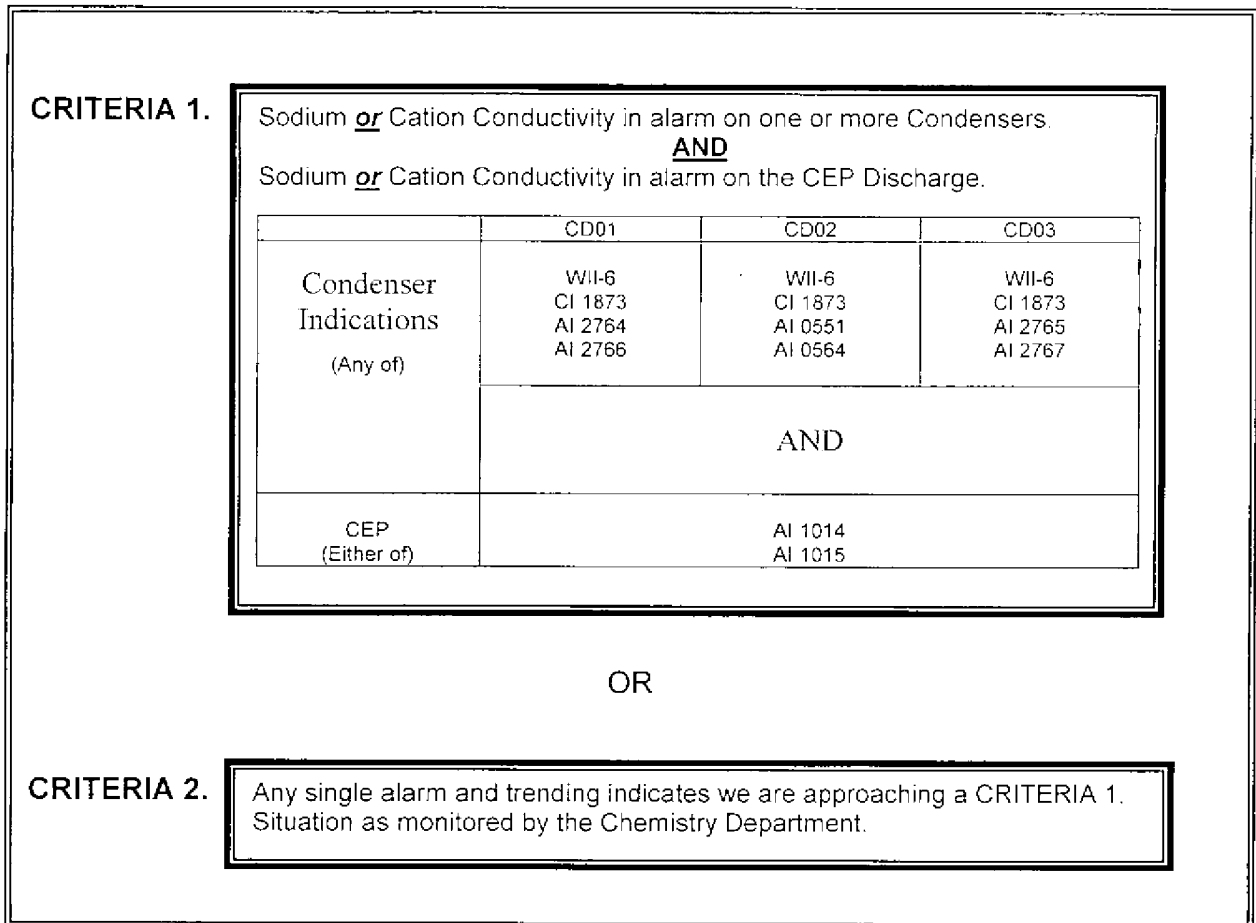 CRITERIA 1.
Sodium or Cation Conductivity in alarm on one or more Condensers.
AND
Sodium or Cation Conductivity in alarm on the CEP Discharge.
CD01 CD02 CD03
Condenser Indications (Any of)
WII-6 WII-6 WII-6
CI 1873 CI 1873 CI 1873
AI 2764 AI 0551 AI 2765
AI 2766 AI 0564 AI 2767
AND
CEP
(Either of)
AI 1014
AI 1015
OR
CRITERIA 2.
Any single alarm and trending indicates we are approaching a CRITERIA 1.
Situation as monitored by the Chemistry Department.